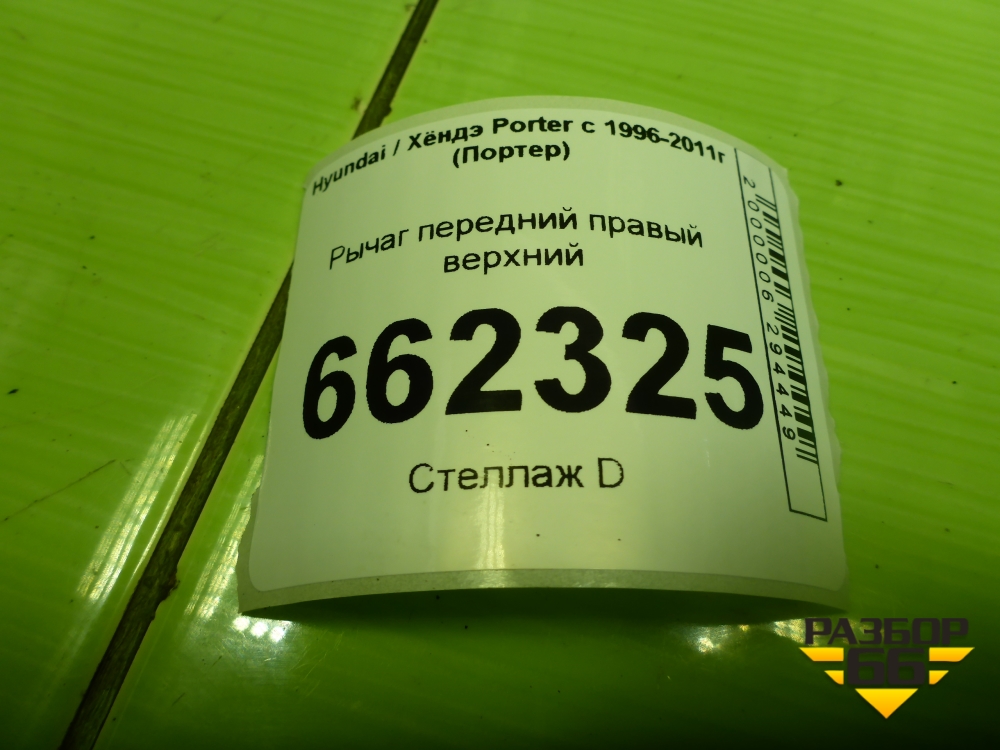 Hyundai / Хёндэ Porter с 1996-2011г
(Портер)
Рычаг передний правый
верхний
662325
Стеллаж D
2000006294449
РАЗБОР
66